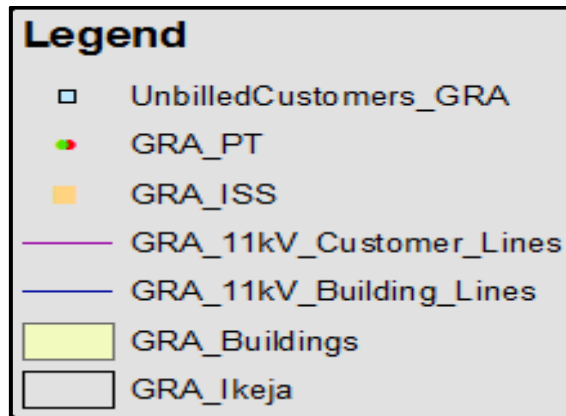 Legend
UnbilledCustomers_GRA
GRA_PT
GRA_ISS
GRA_11kV_Customer_Lines
GRA_11kV_Building_Lines
GRA_Buildings
GRA_Ikeja